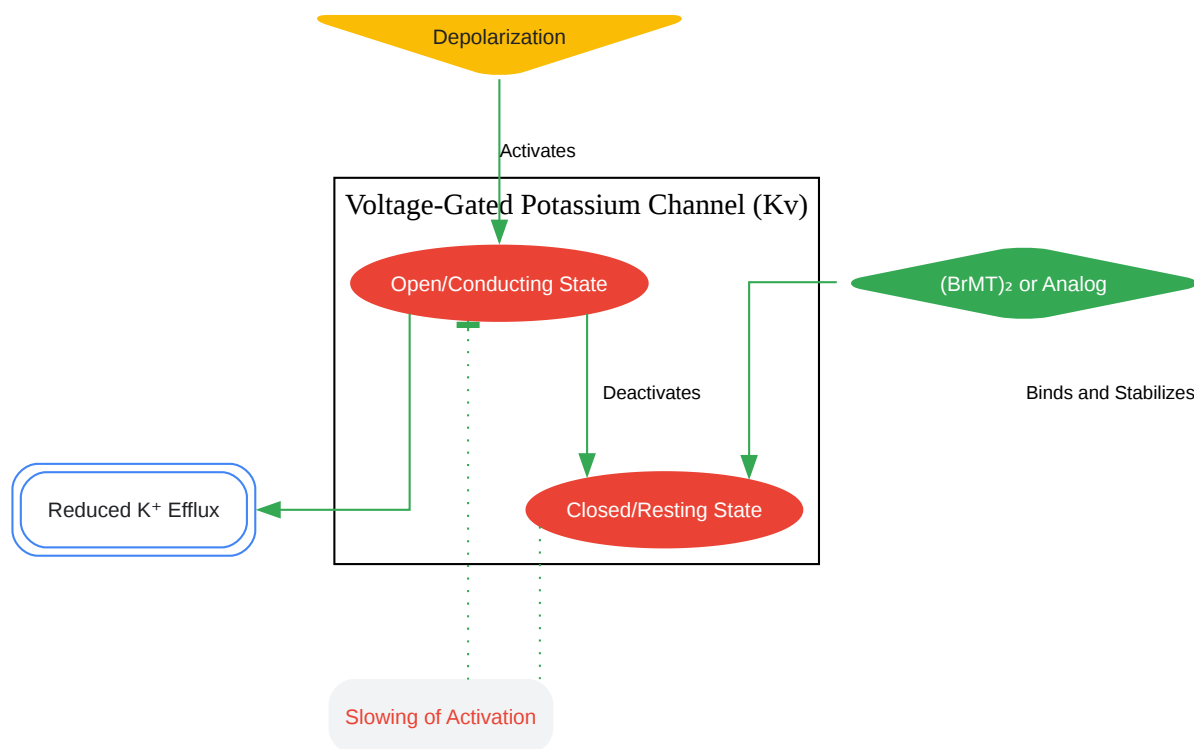 Depolarization
Activates
Voltage-Gated Potassium Channel (Kv)
Open/Conducting State
(BrMT)₂ or Analog
Deactivates
Binds and Stabilizes
Reduced K⁺ Efflux
Closed/Resting State
Slowing of Activation